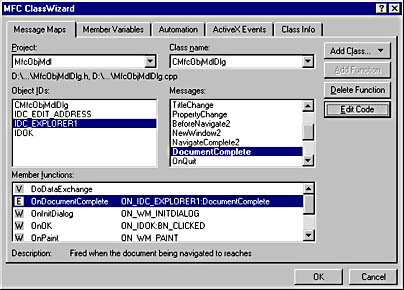 MFC ClassWizard
Message Maps
Member Variables
Automation
ActiveX Events
Class Info
Project:
Class name:
MfcObjMdl
CMfcObjMdlDlg
Add Class...
Add Function
Delete Function
Edit Code
D:\...\MfcObjMdlDlg.h, D:\...\MfcObjMdlDlg.cpp
Object IDs:
Messages:
CMfcObjMdlDlg
IDC_EDIT_ADDRESS
IDC_EXPLORER1
IDOK
TitleChange
PropertyChange
BeforeNavigate2
NewWindow2
NavigateComplete2
DocumentComplete
OnQuit
Member functions:
V DoDataExchange
E OnDocumentComplete ON_IDC_EXPLORER1:DocumentComplete
W OnInitDialog ON_WM_INITDIALOG
W OnOK ON_IDOK:BN_CLICKED
W OnPaint ON_WM_PAINT
Description: Fired when the document being navigated to reaches
OK
Cancel